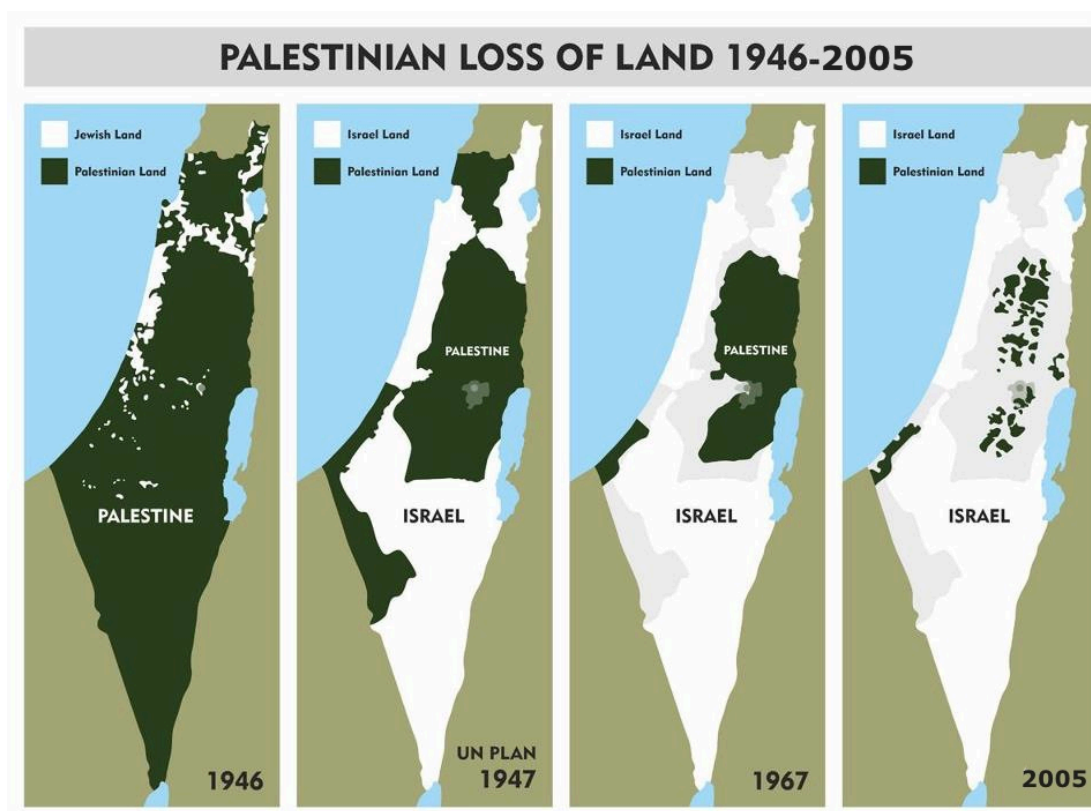 PALESTINIAN LOSS OF LAND 1946-2005
Jewish Land
Palestinian Land
PALESTINE
1946
Israel Land
Palestinian Land
PALESTINE
ISRAEL
UN PLAN
1947
Israel Land
Palestinian Land
PALESTINE
ISRAEL
1967
Israel Land
Palestinian Land
ISRAEL
2005